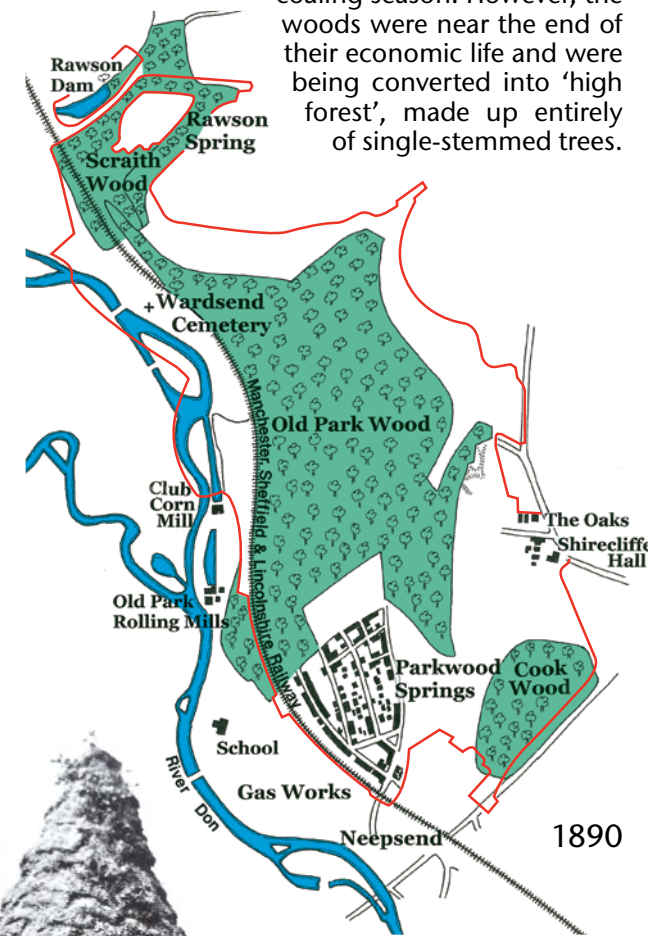 woods were near the end of
their economic life and were
being converted into ‘high
forest’, made up entirely
of single-stemmed trees.
Rawson
Dam
Rawson
Spring
Scraith
Wood
+Wardsend
Cemetery
Manchester, Sheffield & Lincolnshire Railway
Old Park Wood
Club
Corn
Mill
The Oaks
Shirecliffe
Hall
Old Park
Rolling Mills
Parkwood
Springs
Cook
Wood
School
River Don
Gas Works
Neepsend
1890